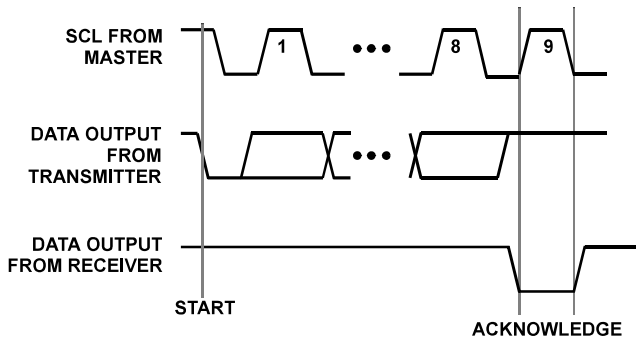 SCL FROM
MASTER
1
8
9
DATA OUTPUT
FROM
TRANSMITTER
DATA OUTPUT
FROM RECEIVER
START
ACKNOWLEDGE